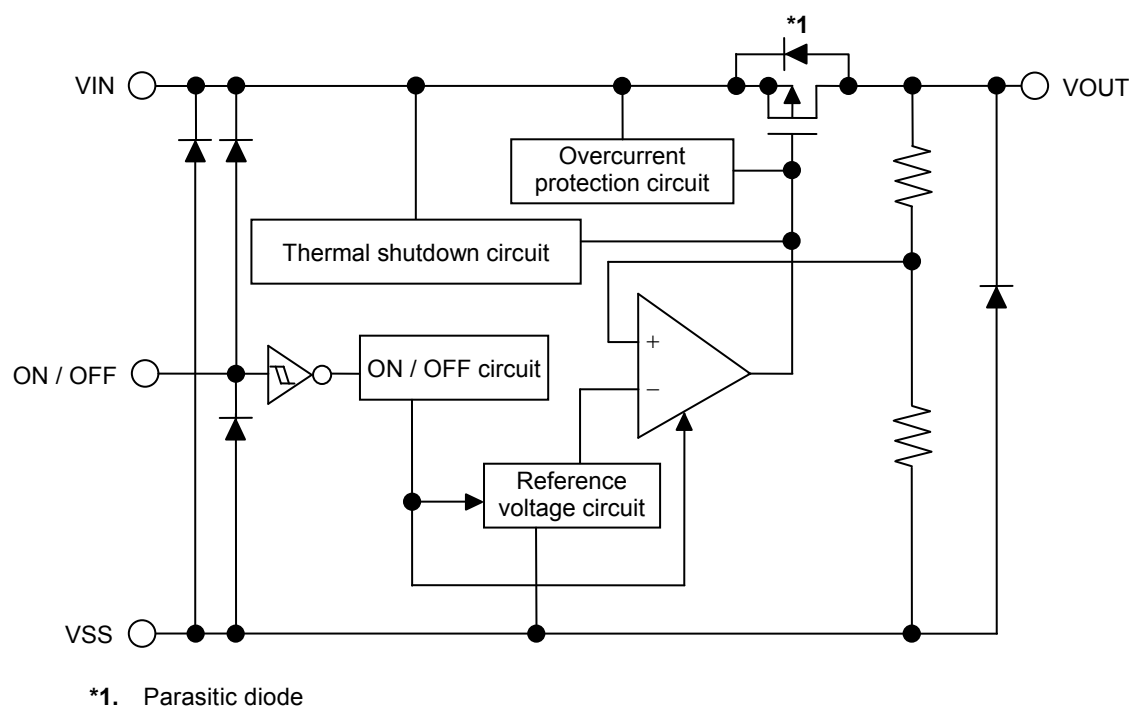 *1
VIN
VOUT
Overcurrent
protection circuit
Thermal shutdown circuit
+
−
ON / OFF
ON / OFF circuit
Reference
voltage circuit
VSS
*1. Parasitic diode